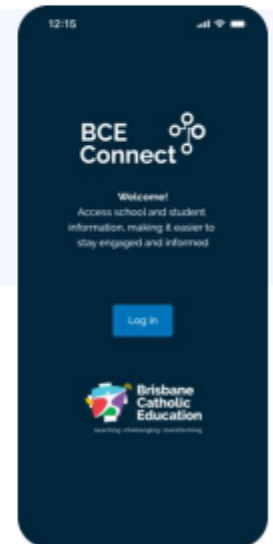 12:15
BCE
Connect
Welcome!
Access school and student
information, making it easier to
stay engaged and informed
Log in
Brisbane
Catholic
Education
teaching challenging transforming